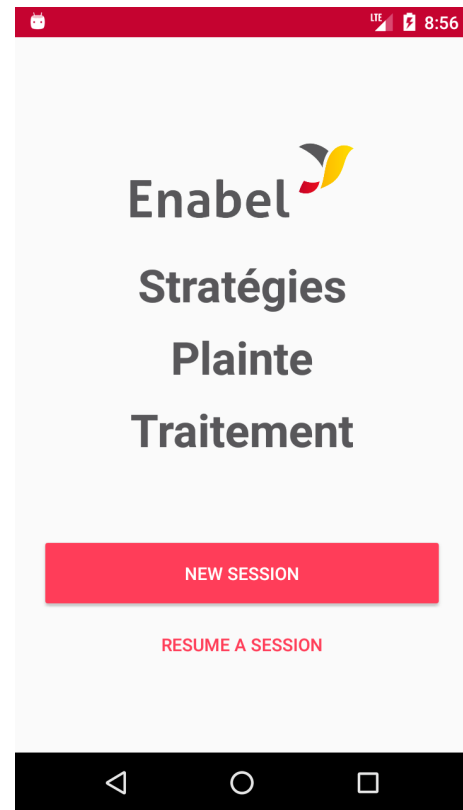 LTE 8:56
Enabel
Stratégies
Plainte
Traitement
NEW SESSION
RESUME A SESSION